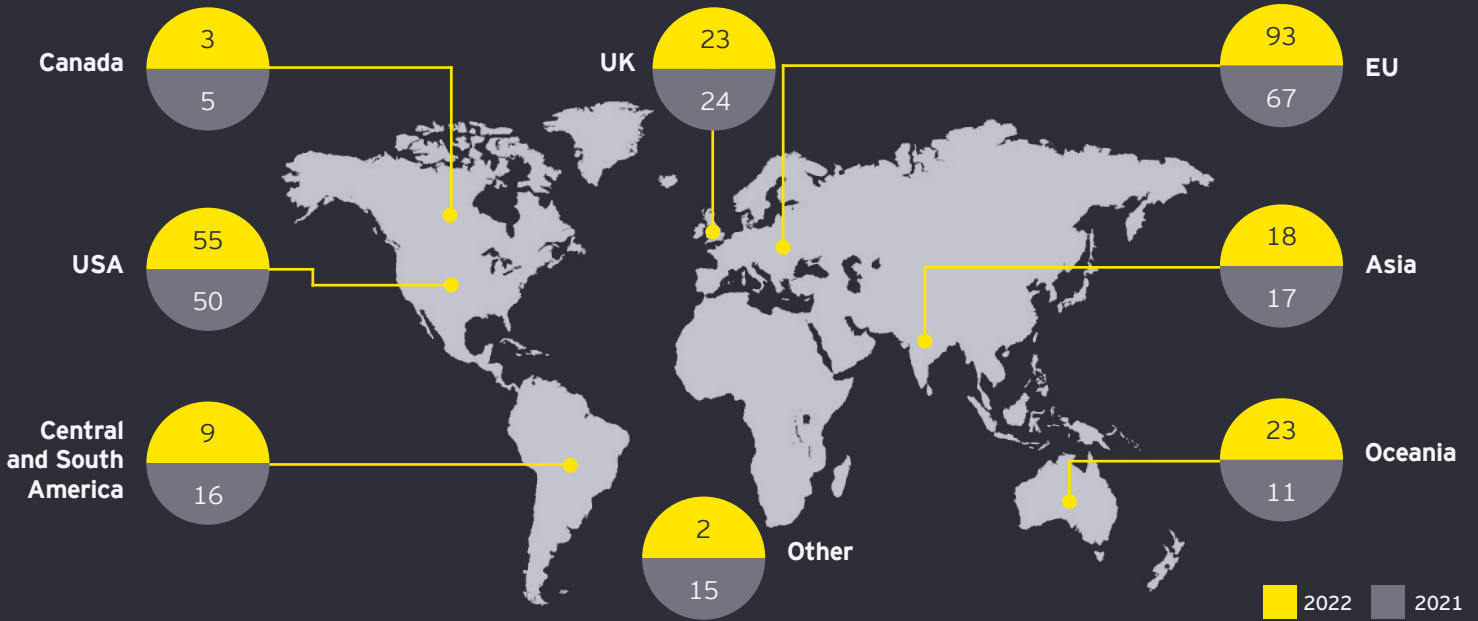 Canada
3
5
UK
23
24
93
67
EU
USA
55
50
18
17
Asia
Central
and South
America
9
16
23
11
Oceania
2
15
Other
2022
2021